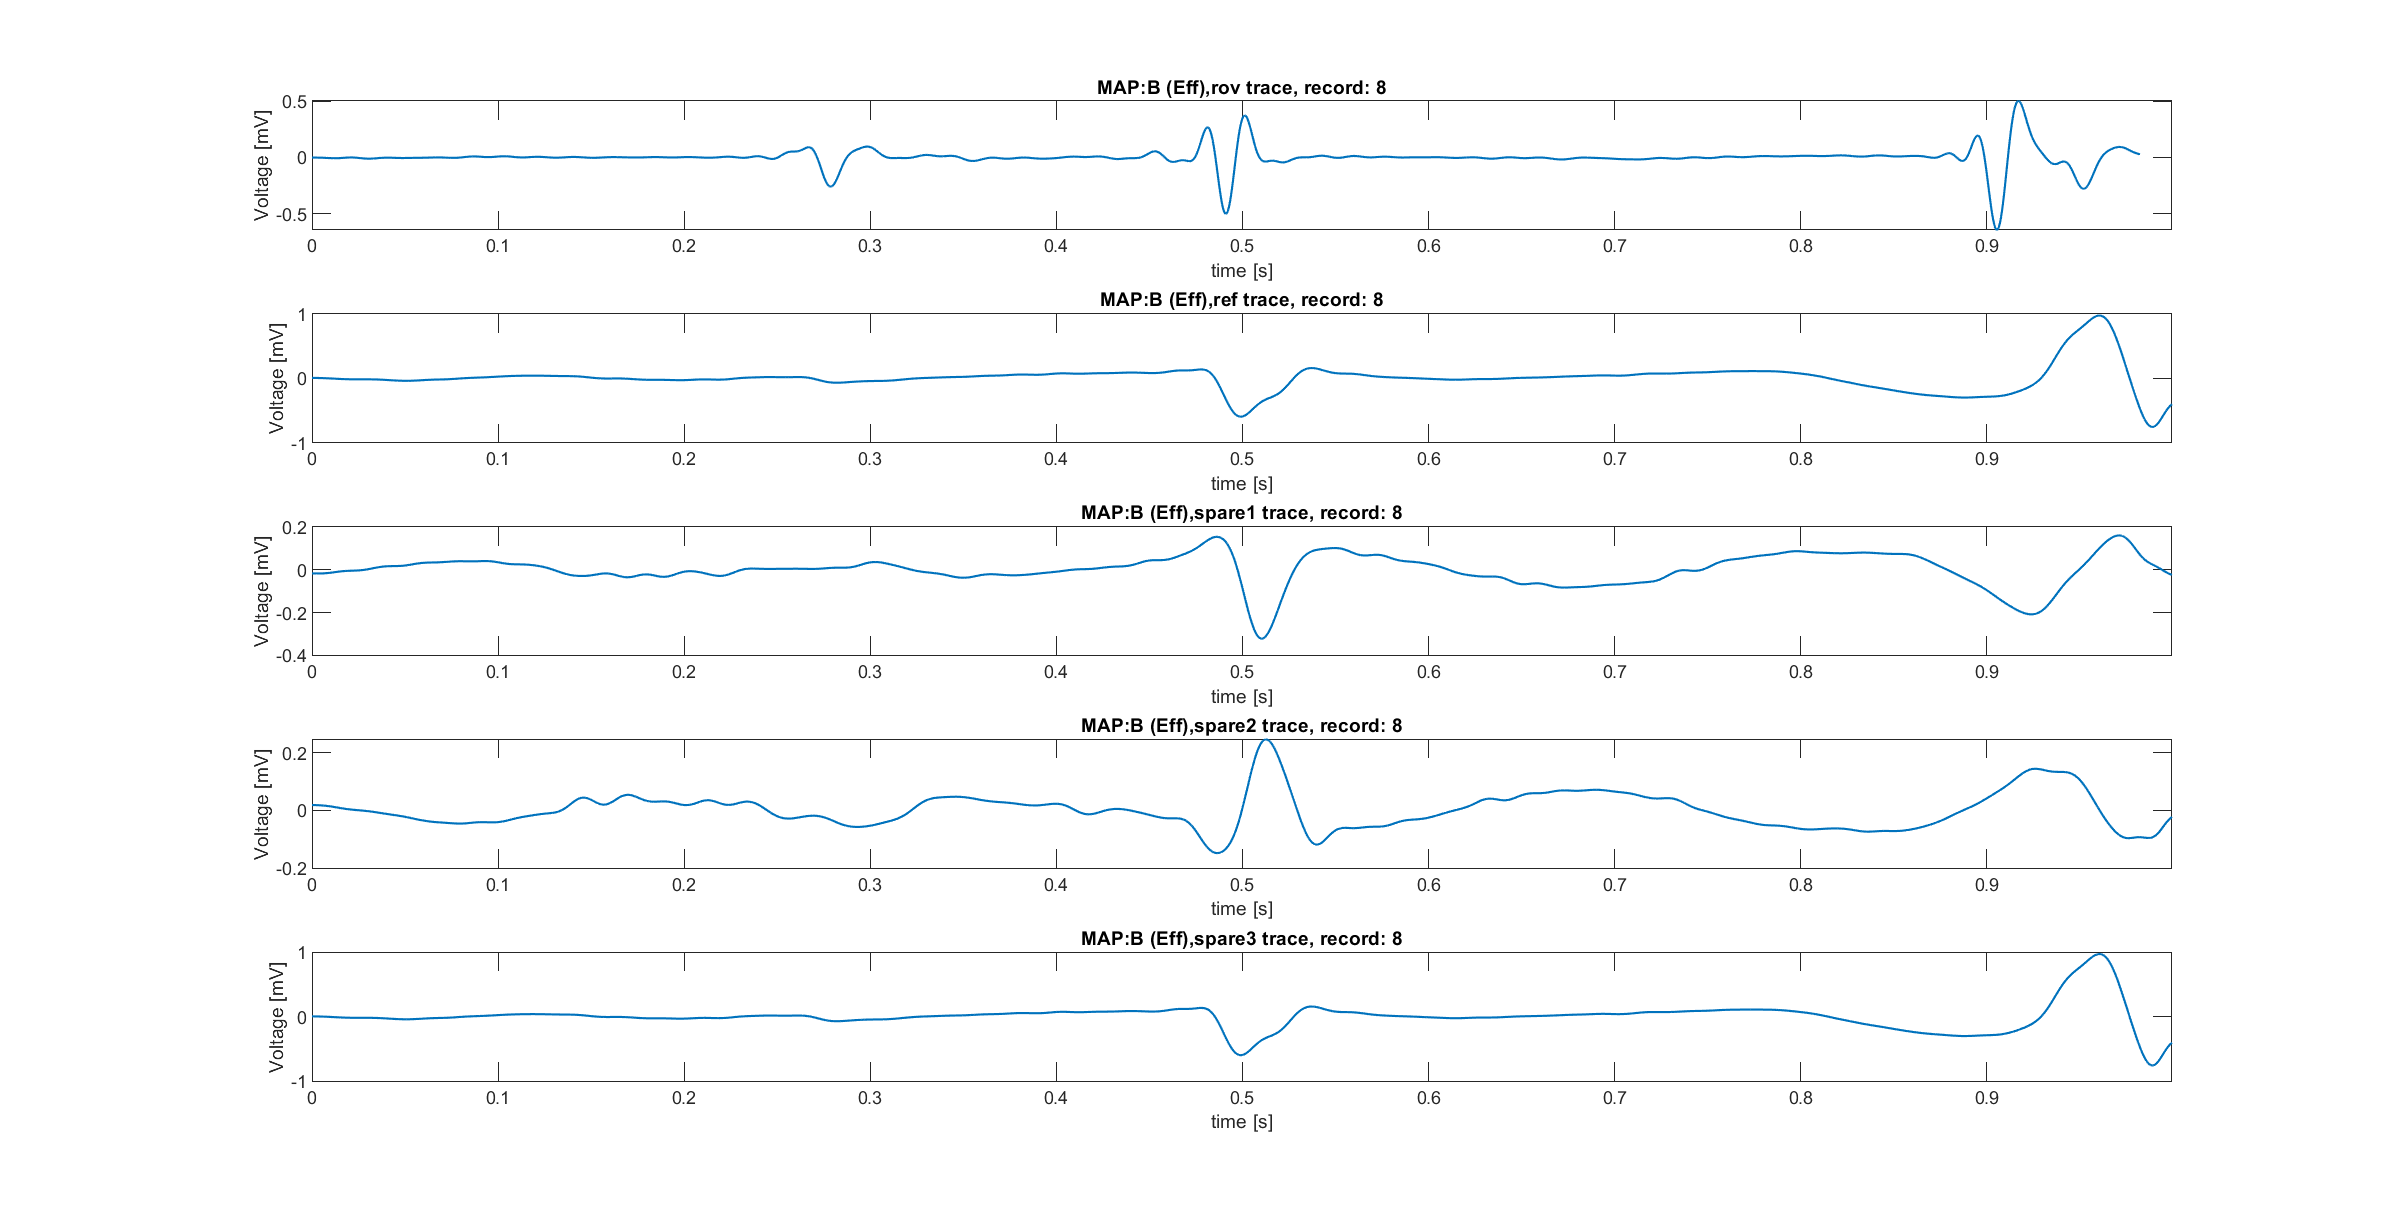 MAP:B (Eff),rov trace, record: 8
Voltage [mV]
0.5
0
-0.5
0 0.1 0.2 0.3 0.4 0.5 0.6 0.7 0.8 0.9
time [s]
MAP:B (Eff),ref trace, record: 8
Voltage [mV]
1
0
-1
0 0.1 0.2 0.3 0.4 0.5 0.6 0.7 0.8 0.9
time [s]
MAP:B (Eff),spare1 trace, record: 8
Voltage [mV]
0.2
0
-0.2
-0.4
0 0.1 0.2 0.3 0.4 0.5 0.6 0.7 0.8 0.9
time [s]
MAP:B (Eff),spare2 trace, record: 8
Voltage [mV]
0.2
0
-0.2
0 0.1 0.2 0.3 0.4 0.5 0.6 0.7 0.8 0.9
time [s]
MAP:B (Eff),spare3 trace, record: 8
Voltage [mV]
1
0
-1
0 0.1 0.2 0.3 0.4 0.5 0.6 0.7 0.8 0.9
time [s]